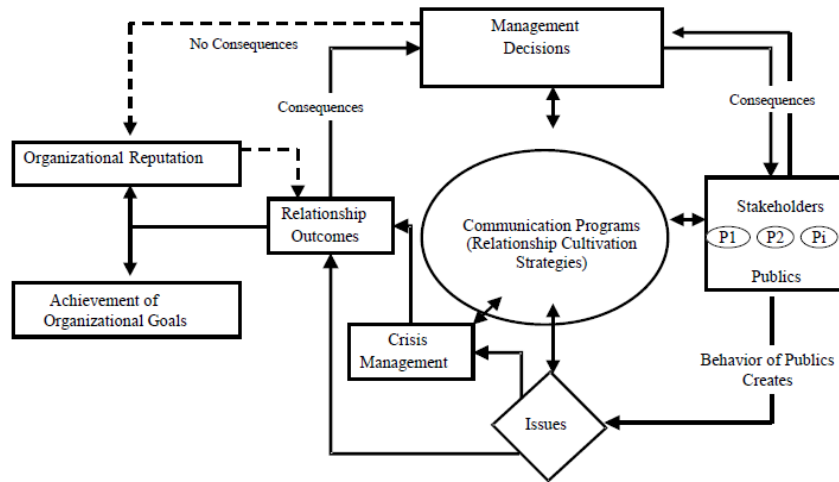 Management
Decisions
No Consequences
Consequences
Consequences
Organizational Reputation
Relationship
Outcomes
Communication Programs
(Relationship Cultivation
Strategies)
Stakeholders
P1 P2 Pi
Publics
Achievement of
Organizational Goals
Crisis
Management
Behavior of Publics
Creates
Issues